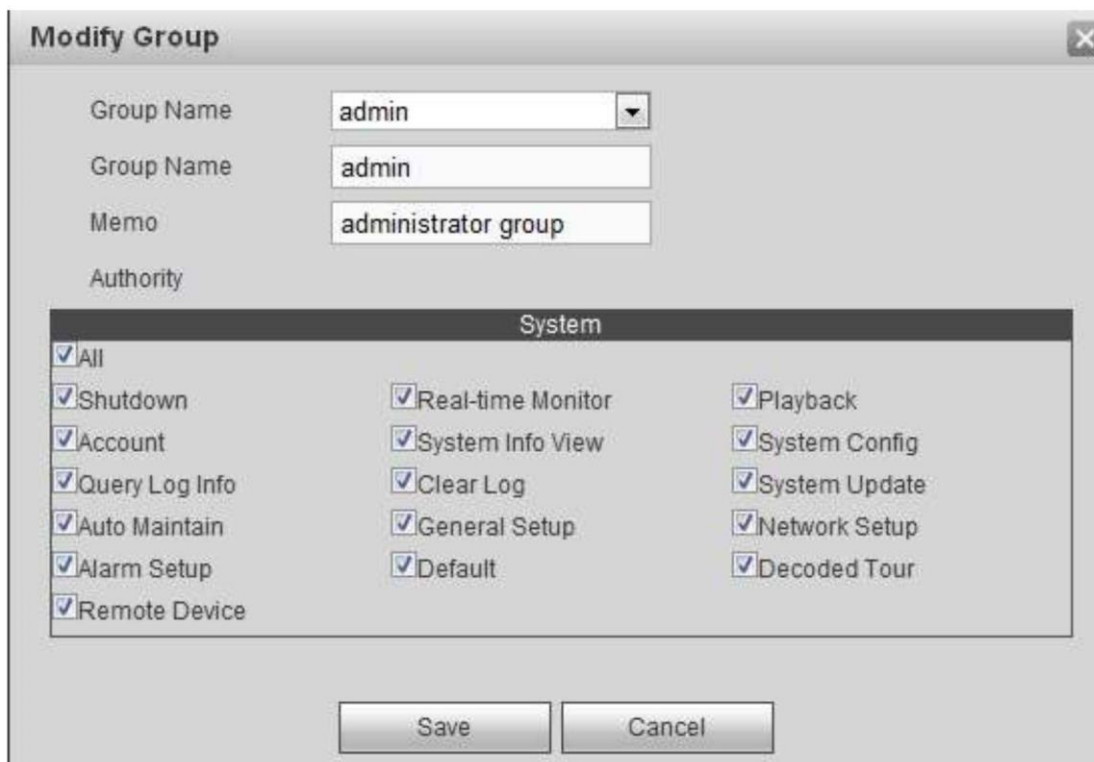 Modify Group
Group Name admin
Group Name admin
Memo administrator group
Authority
System
All
Shutdown Real-time Monitor Playback
Account System Info View System Config
Query Log Info Clear Log System Update
Auto Maintain General Setup Network Setup
Alarm Setup Default Decoded Tour
Remote Device
Save Cancel